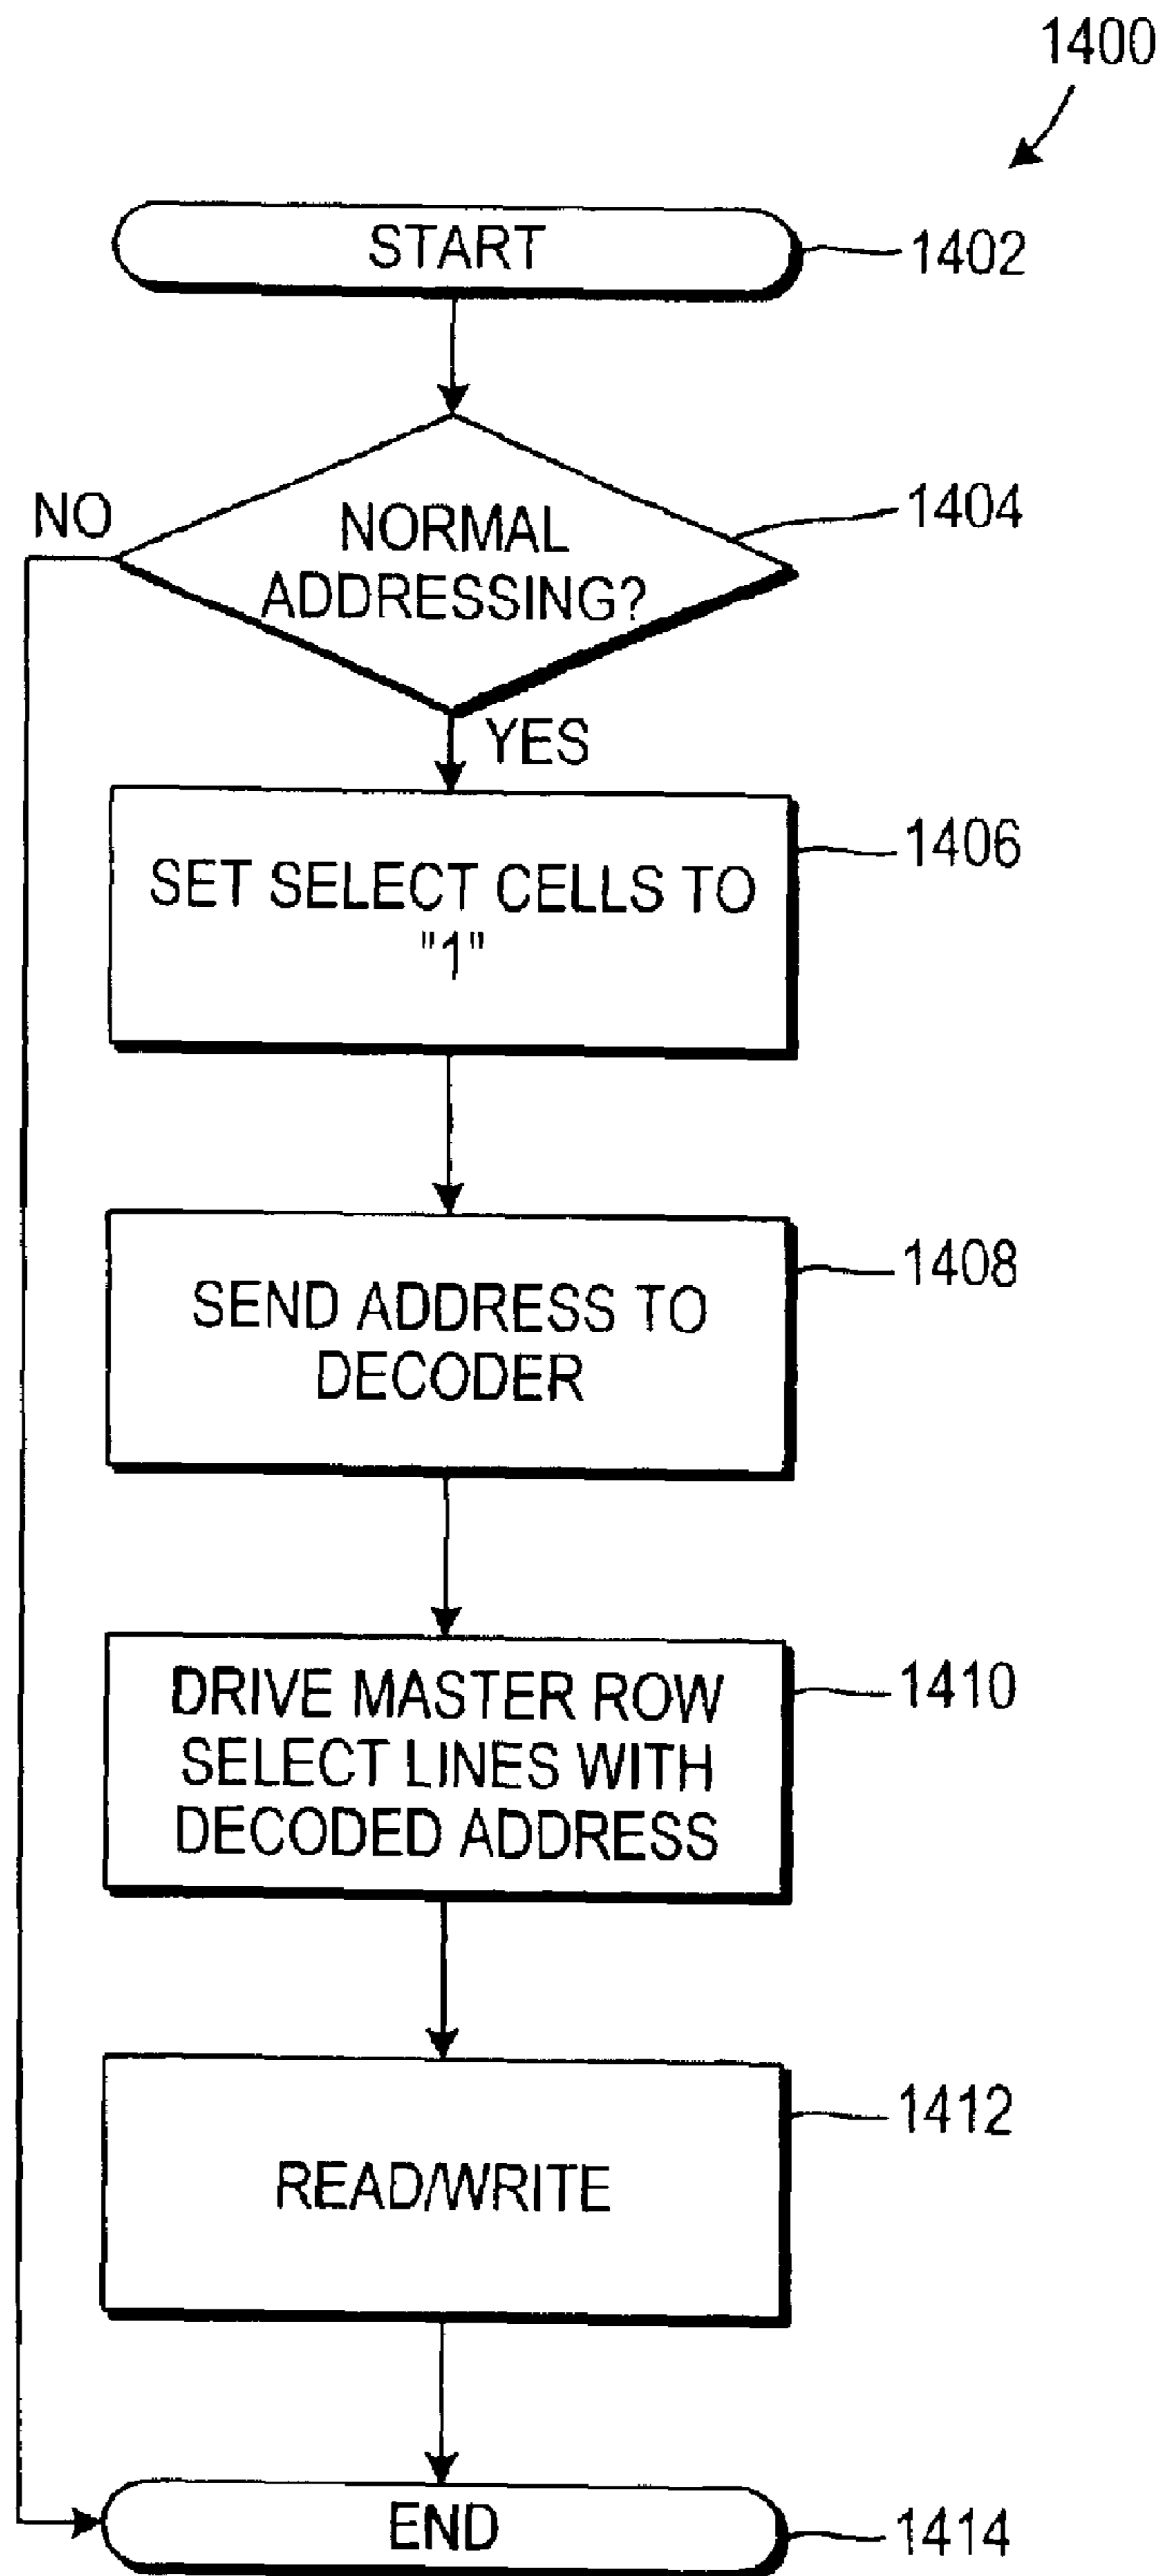 1400
START
1402
NO
NORMAL
ADDRESSING?
1404
YES
SET SELECT CELLS TO
"1"
1406
SEND ADDRESS TO
DECODER
1408
DRIVE MASTER ROW
SELECT LINES WITH
DECODED ADDRESS
1410
READ/WRITE
1412
END
1414